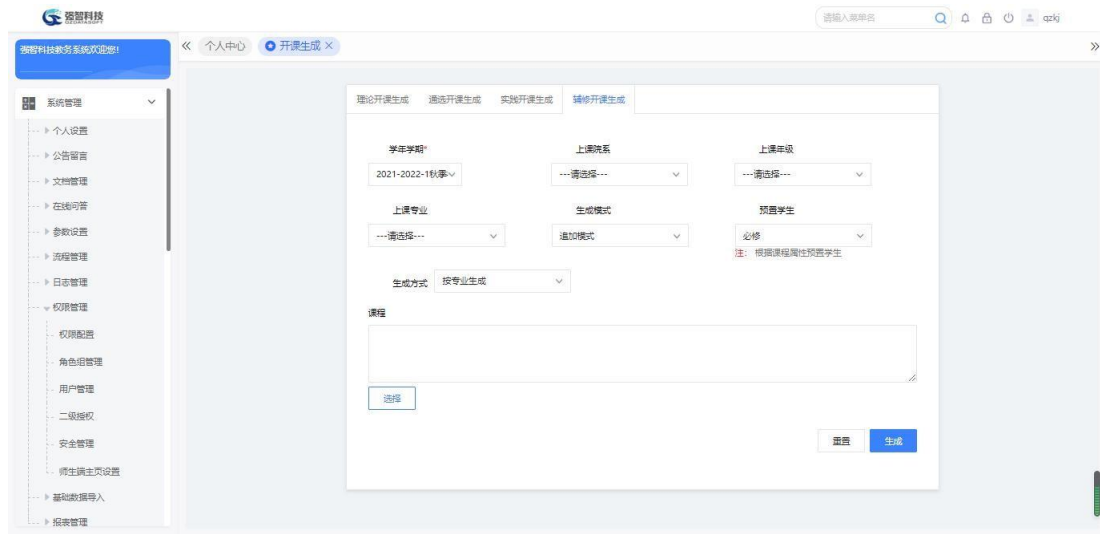 强智科技
QZDATASOFT
请输入菜单名
qzkj
强智科技教务系统欢迎您!
个人中心
开课生成
系统管理
个人设置
公告留言
文档管理
在线问答
参数设置
流程管理
日志管理
权限管理
权限配置
角色组管理
用户管理
二级授权
安全管理
师生端主页设置
基础数据导入
报表管理
理论开课生成 通选开课生成 实践开课生成 辅修开课生成
学年学期* 上课院系 上课年级
2021-2022-1秋季 ---请选择--- ---请选择---
上课专业 生成模式 预置学生
---请选择--- 追加模式 必修
注: 根据课程属性预置学生
生成方式 按专业生成
课程
选择
重置 生成